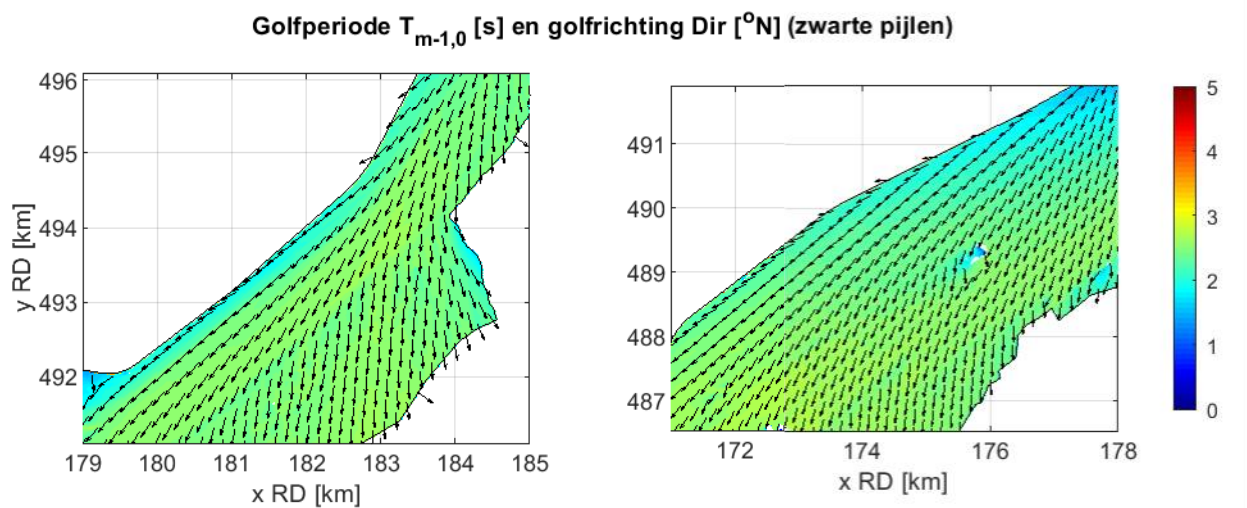 Golfperiode T_{m-1,0} [s] en golfrichting Dir [°N] (zwarte pijlen)
496
495
494
493
492
y RD [km]
179 180 181 182 183 184 185
x RD [km]
491
490
489
488
487
172 174 176 178
x RD [km]
5
4
3
2
1
0